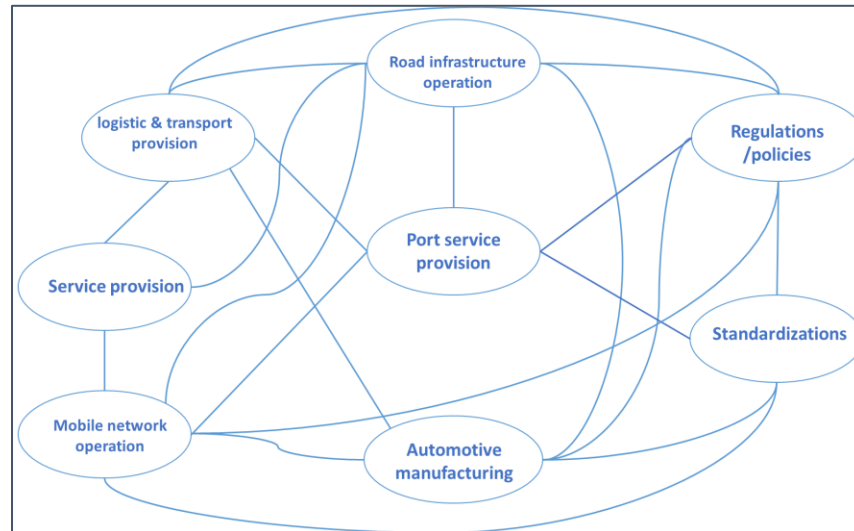 Road infrastructure
operation
logistic & transport
provision
Regulations
/policies
Port service
provision
Service provision
Standardizations
Mobile network
operation
Automotive
manufacturing